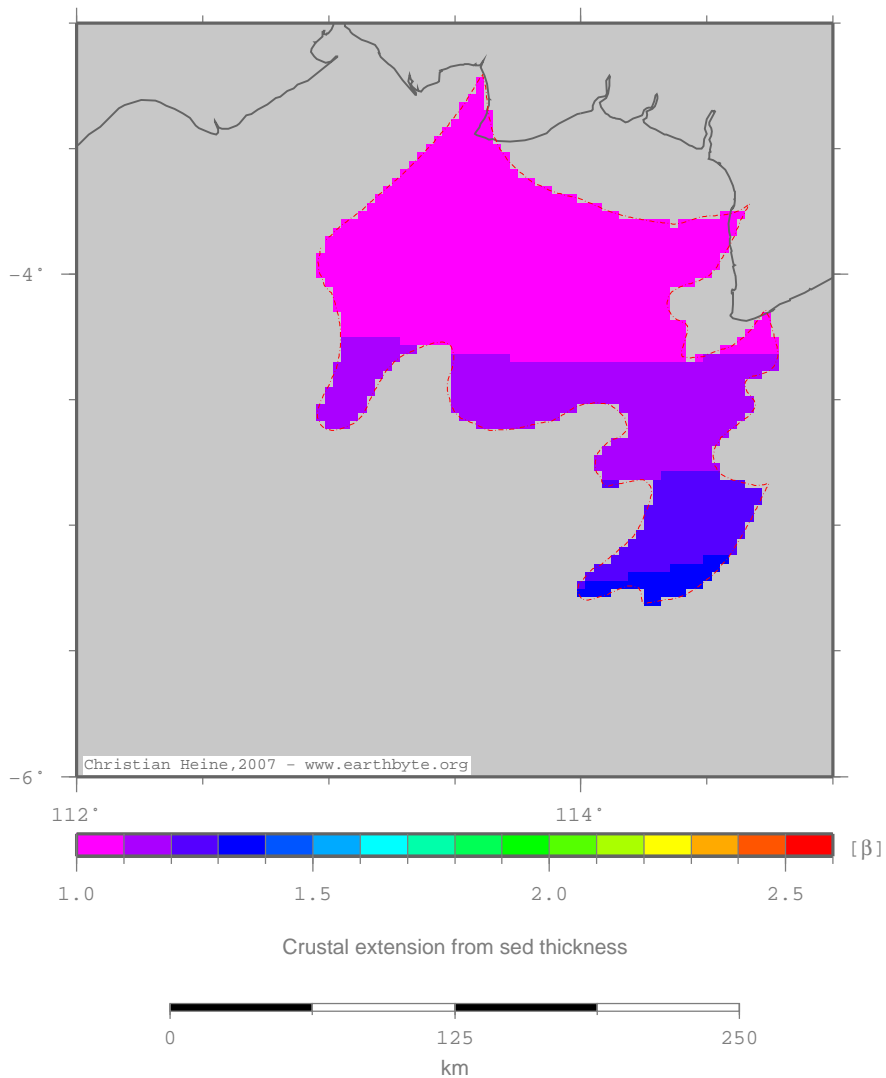 -4°
-6°
Christian Heine,2007 - www.earthbyte.org
112° 114°
[β]
1.0 1.5 2.0 2.5
Crustal extension from sed thickness
0 125 250
km